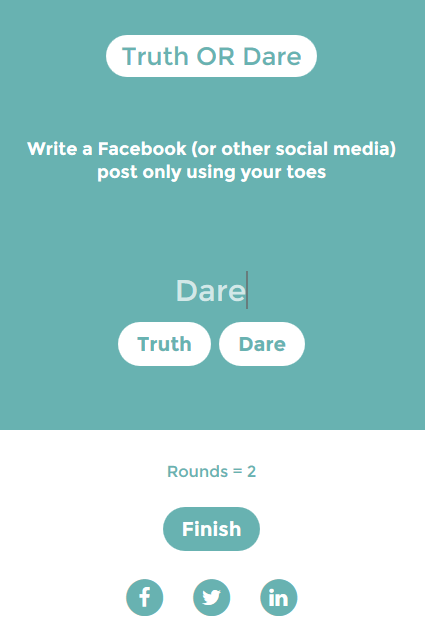 Truth OR Dare
Write a Facebook (or other social media)
post only using your toes
Dare
Truth Dare
Rounds = 2
Finish